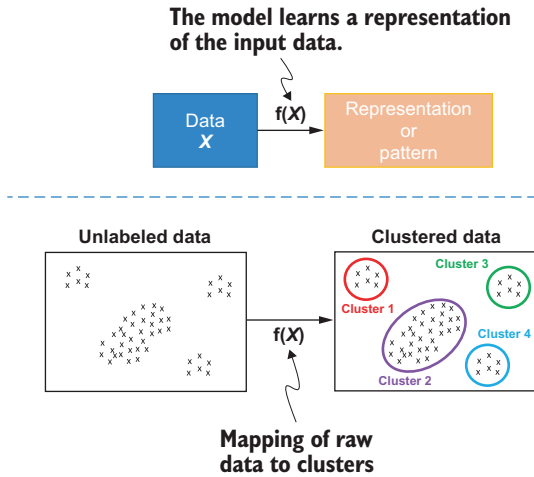 The model learns a representation
of the input data.
f(X)
Data
X
Representation
or
pattern
Unlabeled data
Clustered data
Cluster 3
Cluster 1
f(X)
Cluster 4
Cluster 2
Mapping of raw
data to clusters